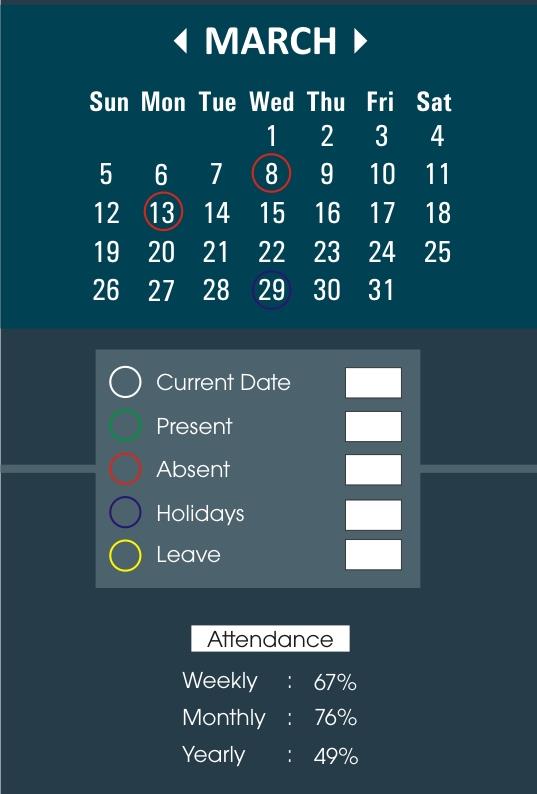 MARCH
Sun Mon Tue Wed Thu Fri Sat
1 2 3 4
5 6 7 8 9 10 11
12 13 14 15 16 17 18
19 20 21 22 23 24 25
26 27 28 29 30 31
Current Date
Present
Absent
Holidays
Leave
Attendance
Weekly : 67%
Monthly : 76%
Yearly : 49%